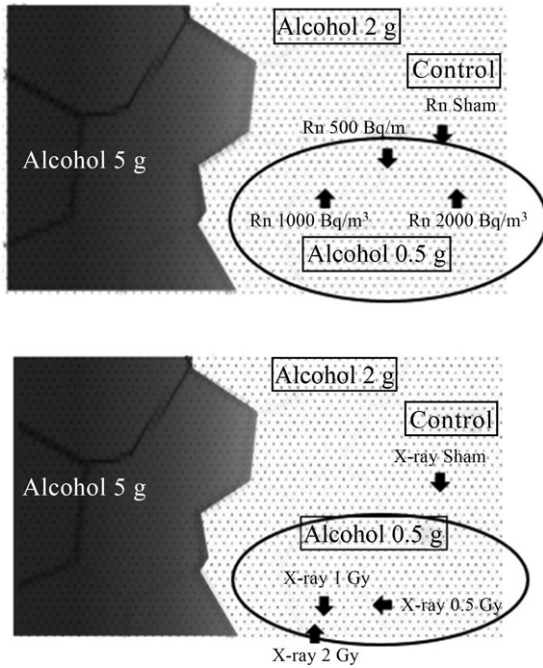 Alcohol 2 g
Control
Rn Sham
Rn 500 Bq/m
Alcohol 5 g
Rn 1000 Bq/m³
Rn 2000 Bq/m³
Alcohol 0.5 g
Alcohol 2 g
Control
X-ray Sham
Alcohol 5 g
Alcohol 0.5 g
X-ray 1 Gy
X-ray 0.5 Gy
X-ray 2 Gy